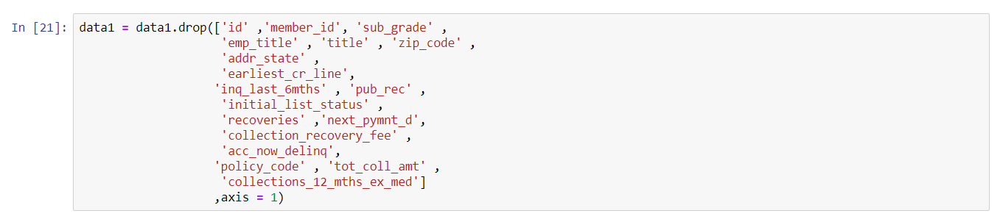 In [21]: data1 = data1.drop(['id' ,'member_id', 'sub_grade' ,
'emp_title' , 'title' , 'zip_code' ,
'addr_state' ,
'earliest_cr_line',
'inq_last_6mths' , 'pub_rec' ,
'initial_list_status' ,
'recoveries' ,'next_pymnt_d',
'collection_recovery_fee' ,
'acc_now_delinq',
'policy_code' , 'tot_coll_amt' ,
'collections_12_mths_ex_med']
,axis = 1)